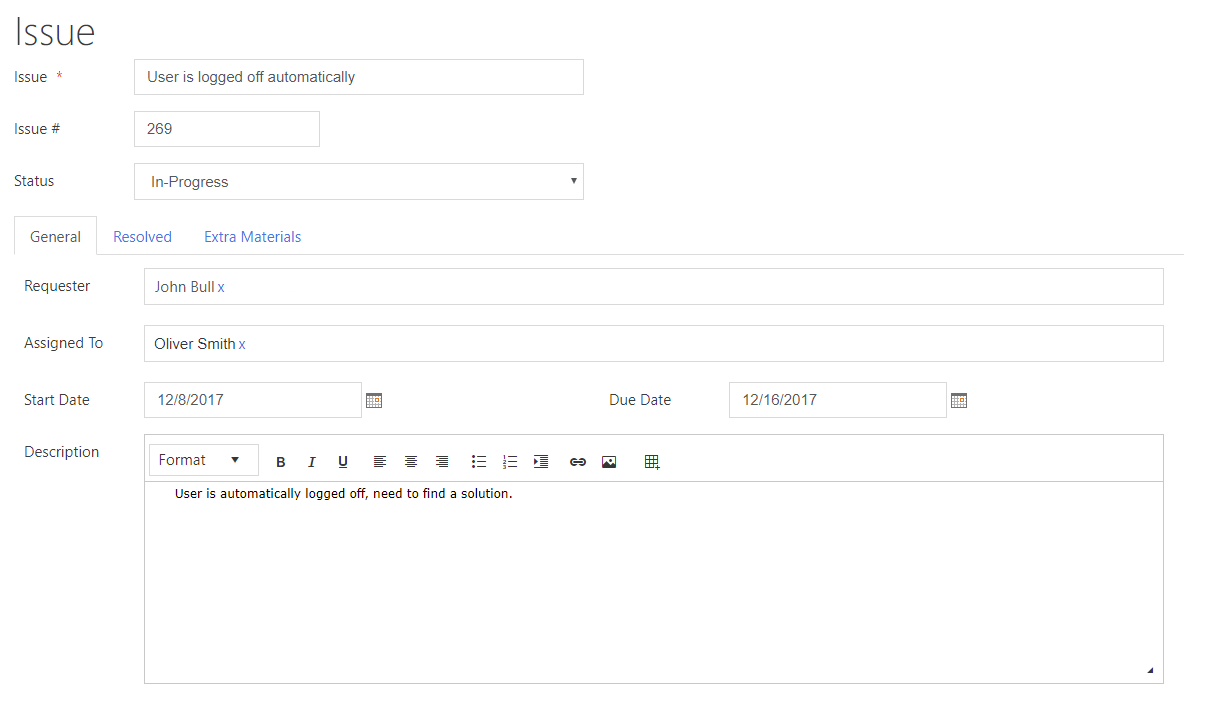 Issue
Issue * User is logged off automatically
Issue # 269
Status In-Progress
General Resolved Extra Materials
Requester John Bull x
Assigned To Oliver Smith x
Start Date 12/8/2017 Due Date 12/16/2017
Description Format B I U
User is automatically logged off, need to find a solution.